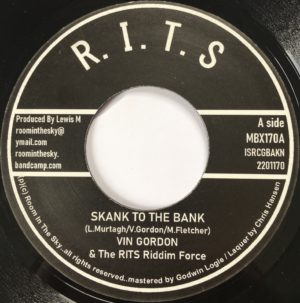 R. I. T. S
Produced By Lewis M
roominthesky@
ymail.com
roominthesky.
bandcamp.com
A side
MBX170A
ISRCGBAKN
2201170
SKANK TO THE BANK
(L.Murtagh/V.Gordon/M.Fletcher)
VIN GORDON
& The RITS Riddim Force
(p)(c) Room In The Sky..all rights reserved..mastered by Godwin Logie / Laquer by Chris Hansen